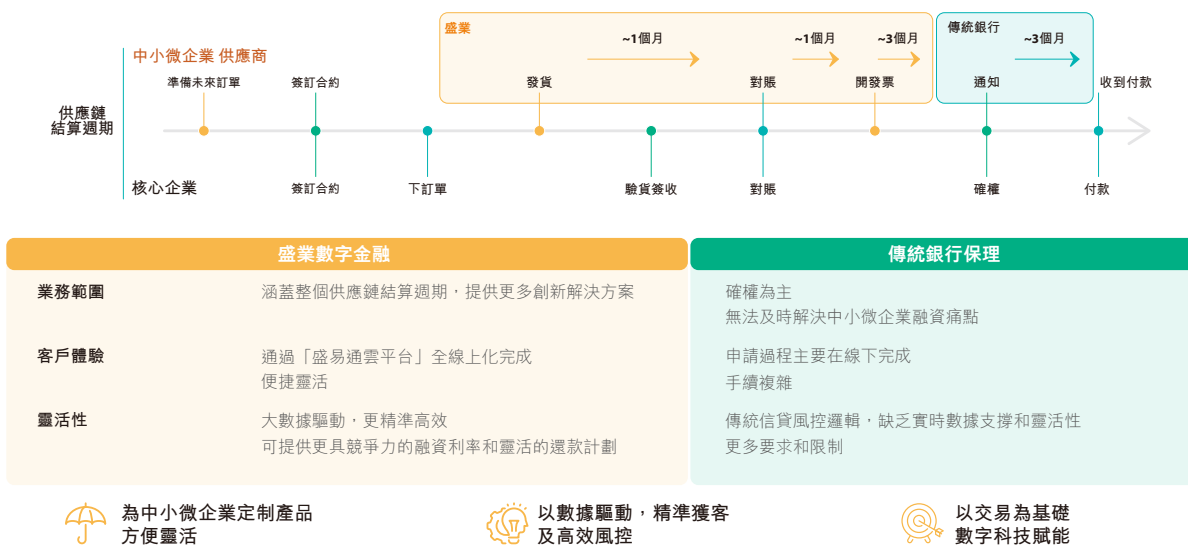 盛業
~1個月
~1個月
~3個月
傳統銀行
~3個月
中小微企業 供應商
準備未來訂單
簽訂合約
發貨
對賬
開發票
通知
收到付款
供應鏈
結算週期
核心企業
簽訂合約
下訂單
驗貨簽收
對賬
確權
付款
盛業數字金融
傳統銀行保理
業務範圍
涵蓋整個供應鏈結算週期，提供更多創新解決方案
確權為主
無法及時解決中小微企業融資痛點
客戶體驗
通過「盛易通雲平台」全線上化完成
便捷靈活
申請過程主要在線下完成
手續複雜
靈活性
大數據驅動，更精準高效
可提供更具競爭力的融資利率和靈活的還款計劃
傳統信貸風控邏輯，缺乏實時數據支撐和靈活性
更多要求和限制
為中小微企業定制產品
方便靈活
以數據驅動，精準獲客
及高效風控
以交易為基礎
數字科技賦能